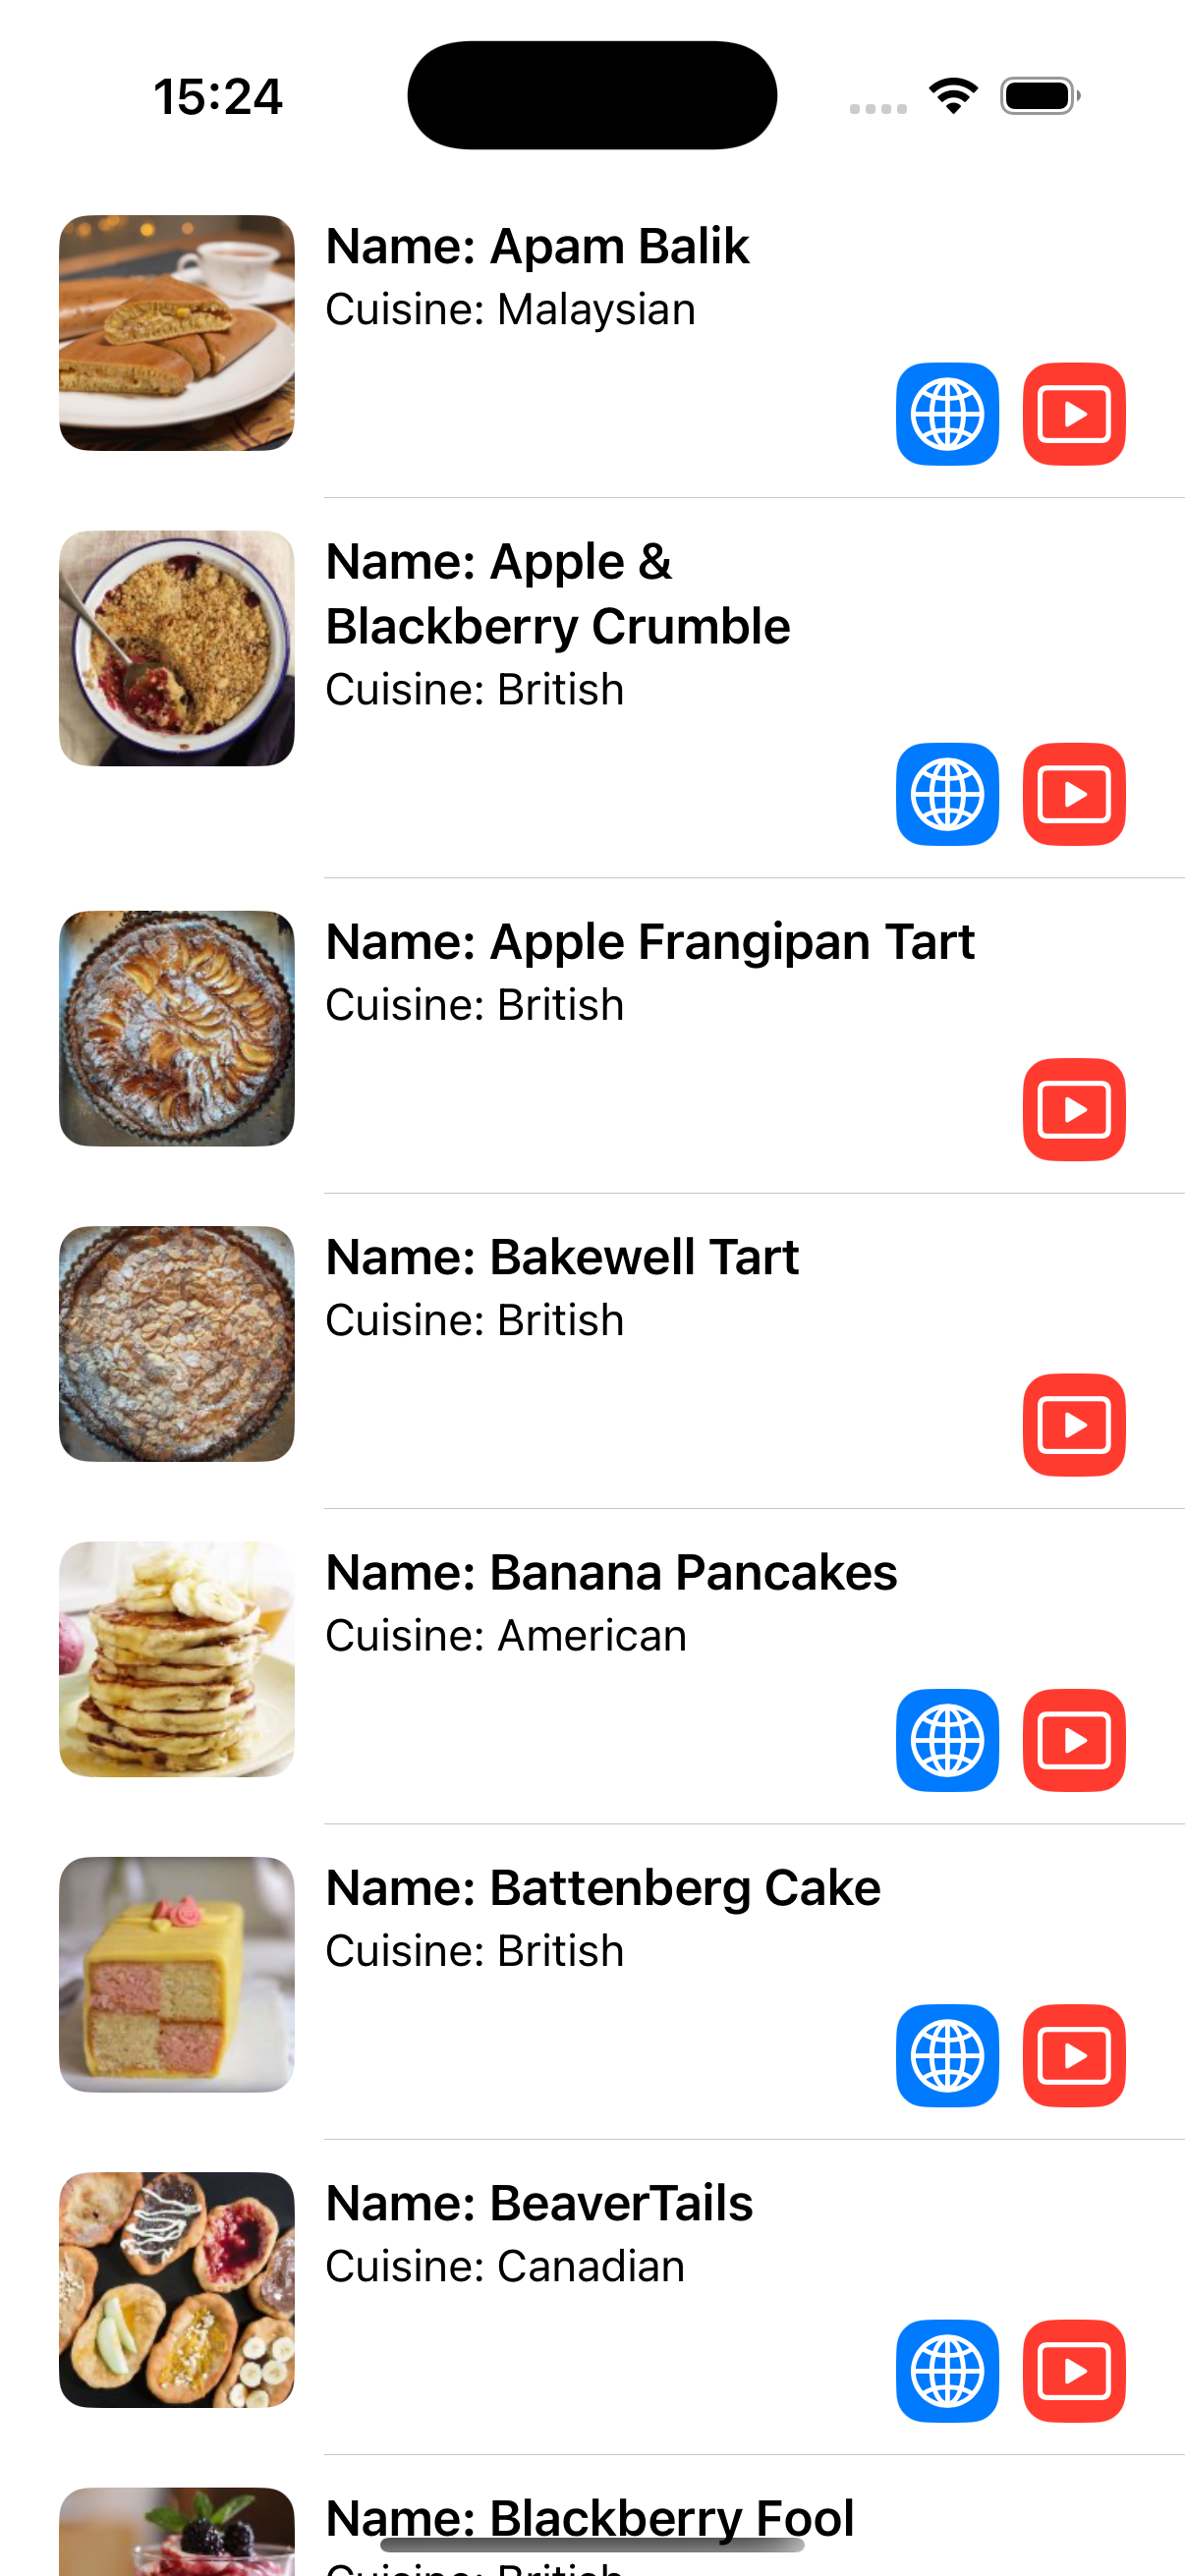 15:24
Name: Apam Balik
Cuisine: Malaysian
Name: Apple &
Blackberry Crumble
Cuisine: British
Name: Apple Frangipan Tart
Cuisine: British
Name: Bakewell Tart
Cuisine: British
Name: Banana Pancakes
Cuisine: American
Name: Battenberg Cake
Cuisine: British
Name: BeaverTails
Cuisine: Canadian
Name: Blackberry Fool
Cuisine: British